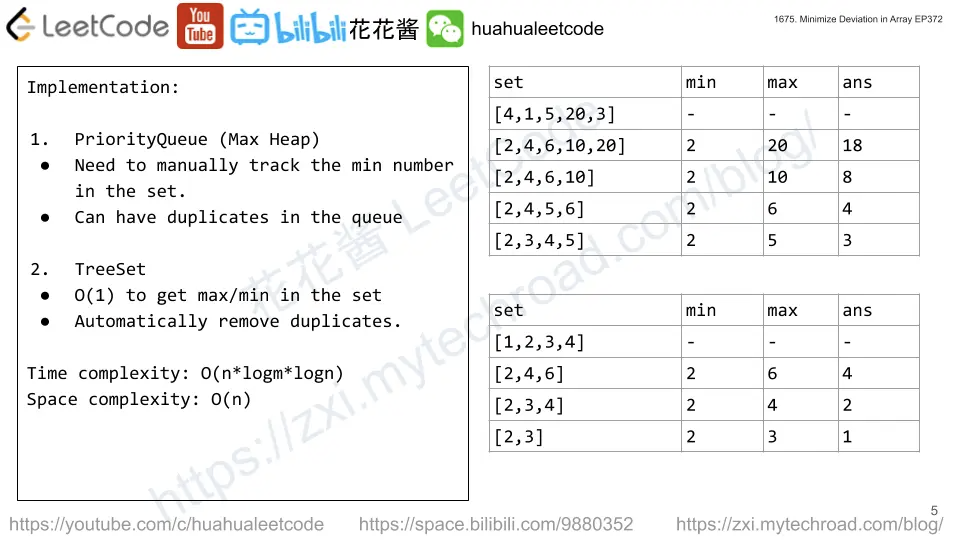 LeetCode
You
Tube
bilibili
花花酱
huahualeetcode
1675. Minimize Deviation in Array EP372
Implementation:
1. PriorityQueue (Max Heap)
● Need to manually track the min number
in the set.
● Can have duplicates in the queue
2. TreeSet
● O(1) to get max/min in the set
● Automatically remove duplicates.
Time complexity: O(n*logm*logn)
Space complexity: O(n)
set min max ans
[4,1,5,20,3] - - -
[2,4,6,10,20] 2 20 18
[2,4,6,10] 2 10 8
[2,4,5,6] 2 6 4
[2,3,4,5] 2 5 3
set min max ans
[1,2,3,4] - - -
[2,4,6] 2 6 4
[2,3,4] 2 4 2
[2,3] 2 3 1
花花酱 LeetCode
https://zxi.mytechroad.com/blog/
5
https://youtube.com/c/huahualeetcode
https://space.bilibili.com/9880352
https://zxi.mytechroad.com/blog/